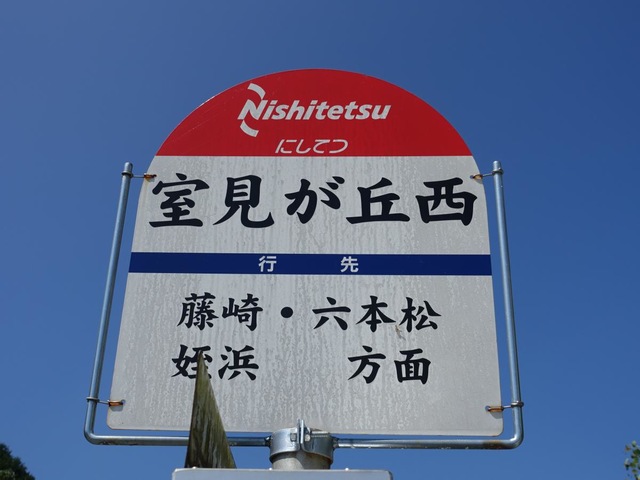 Nishitetsu
にしてつ
室見が丘西
行先
藤崎・六本松
姪浜 方面